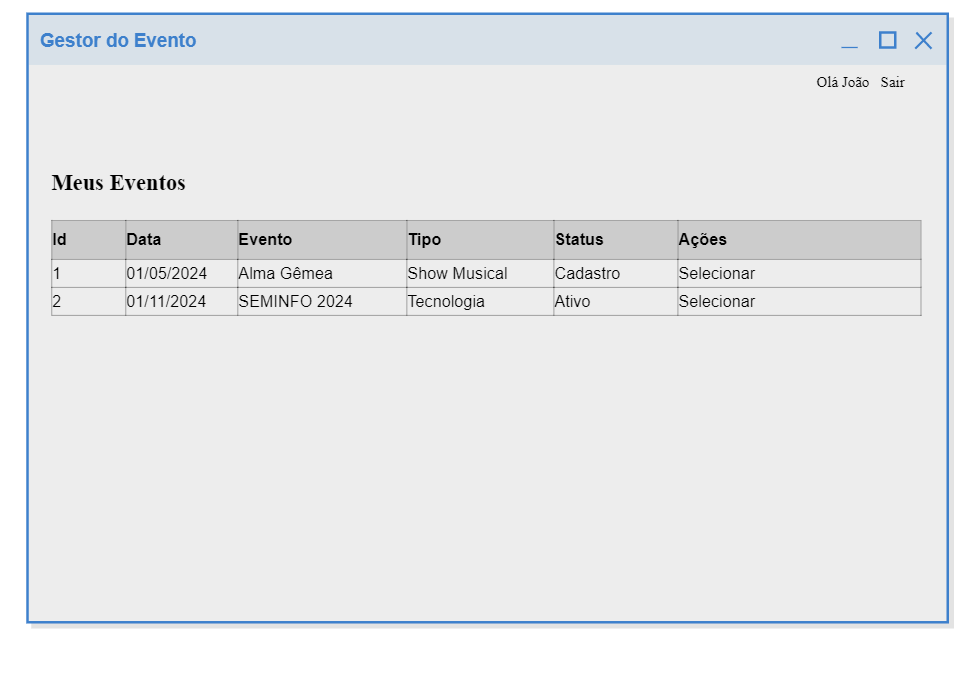 Gestor do Evento
Olá João Sair
Meus Eventos
Id Data Evento Tipo Status Ações
1 01/05/2024 Alma Gêmea Show Musical Cadastro Selecionar
2 01/11/2024 SEMINFO 2024 Tecnologia Ativo Selecionar